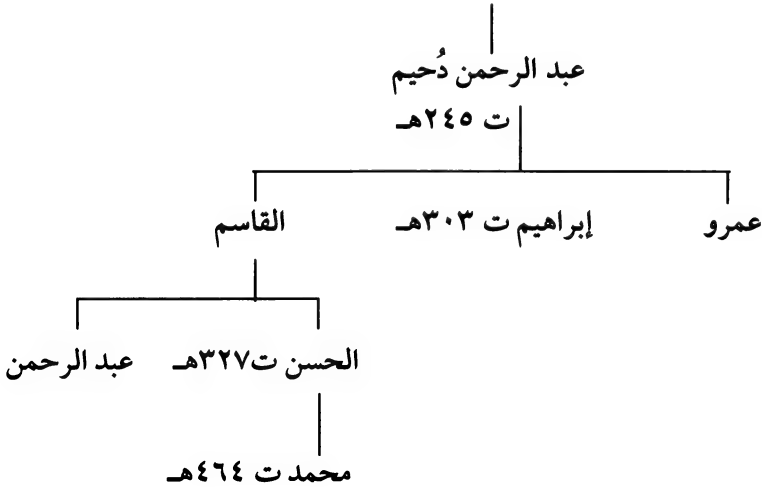 عبد الرحمن دُحيم
ت ٢٤٥هـ
عمرو إبراهيم ت ٣٠٣هـ القاسم
الحسن ت٣٢٧هـ عبد الرحمن
محمد ت ٤٦٤هـ